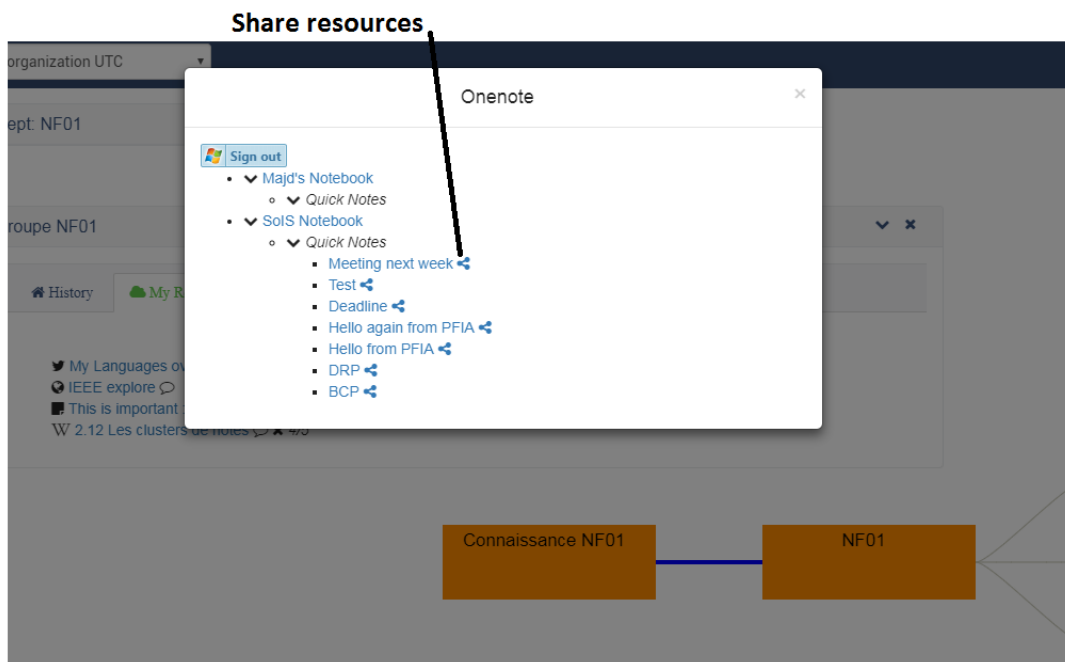 Share resources
organization UTC
Onenote
ept: NF01
Sign out
Majd's Notebook
Quick Notes
SoIS Notebook
Quick Notes
roupe NF01
Meeting next week
Test
History
My R
Deadline
Hello again from PFIA
Hello from PFIA
My Languages ov
DRP
IEEE explore
BCP
This is important :
W 2.12 Les clusters de notes 4/5
Connaissance NF01
NF01